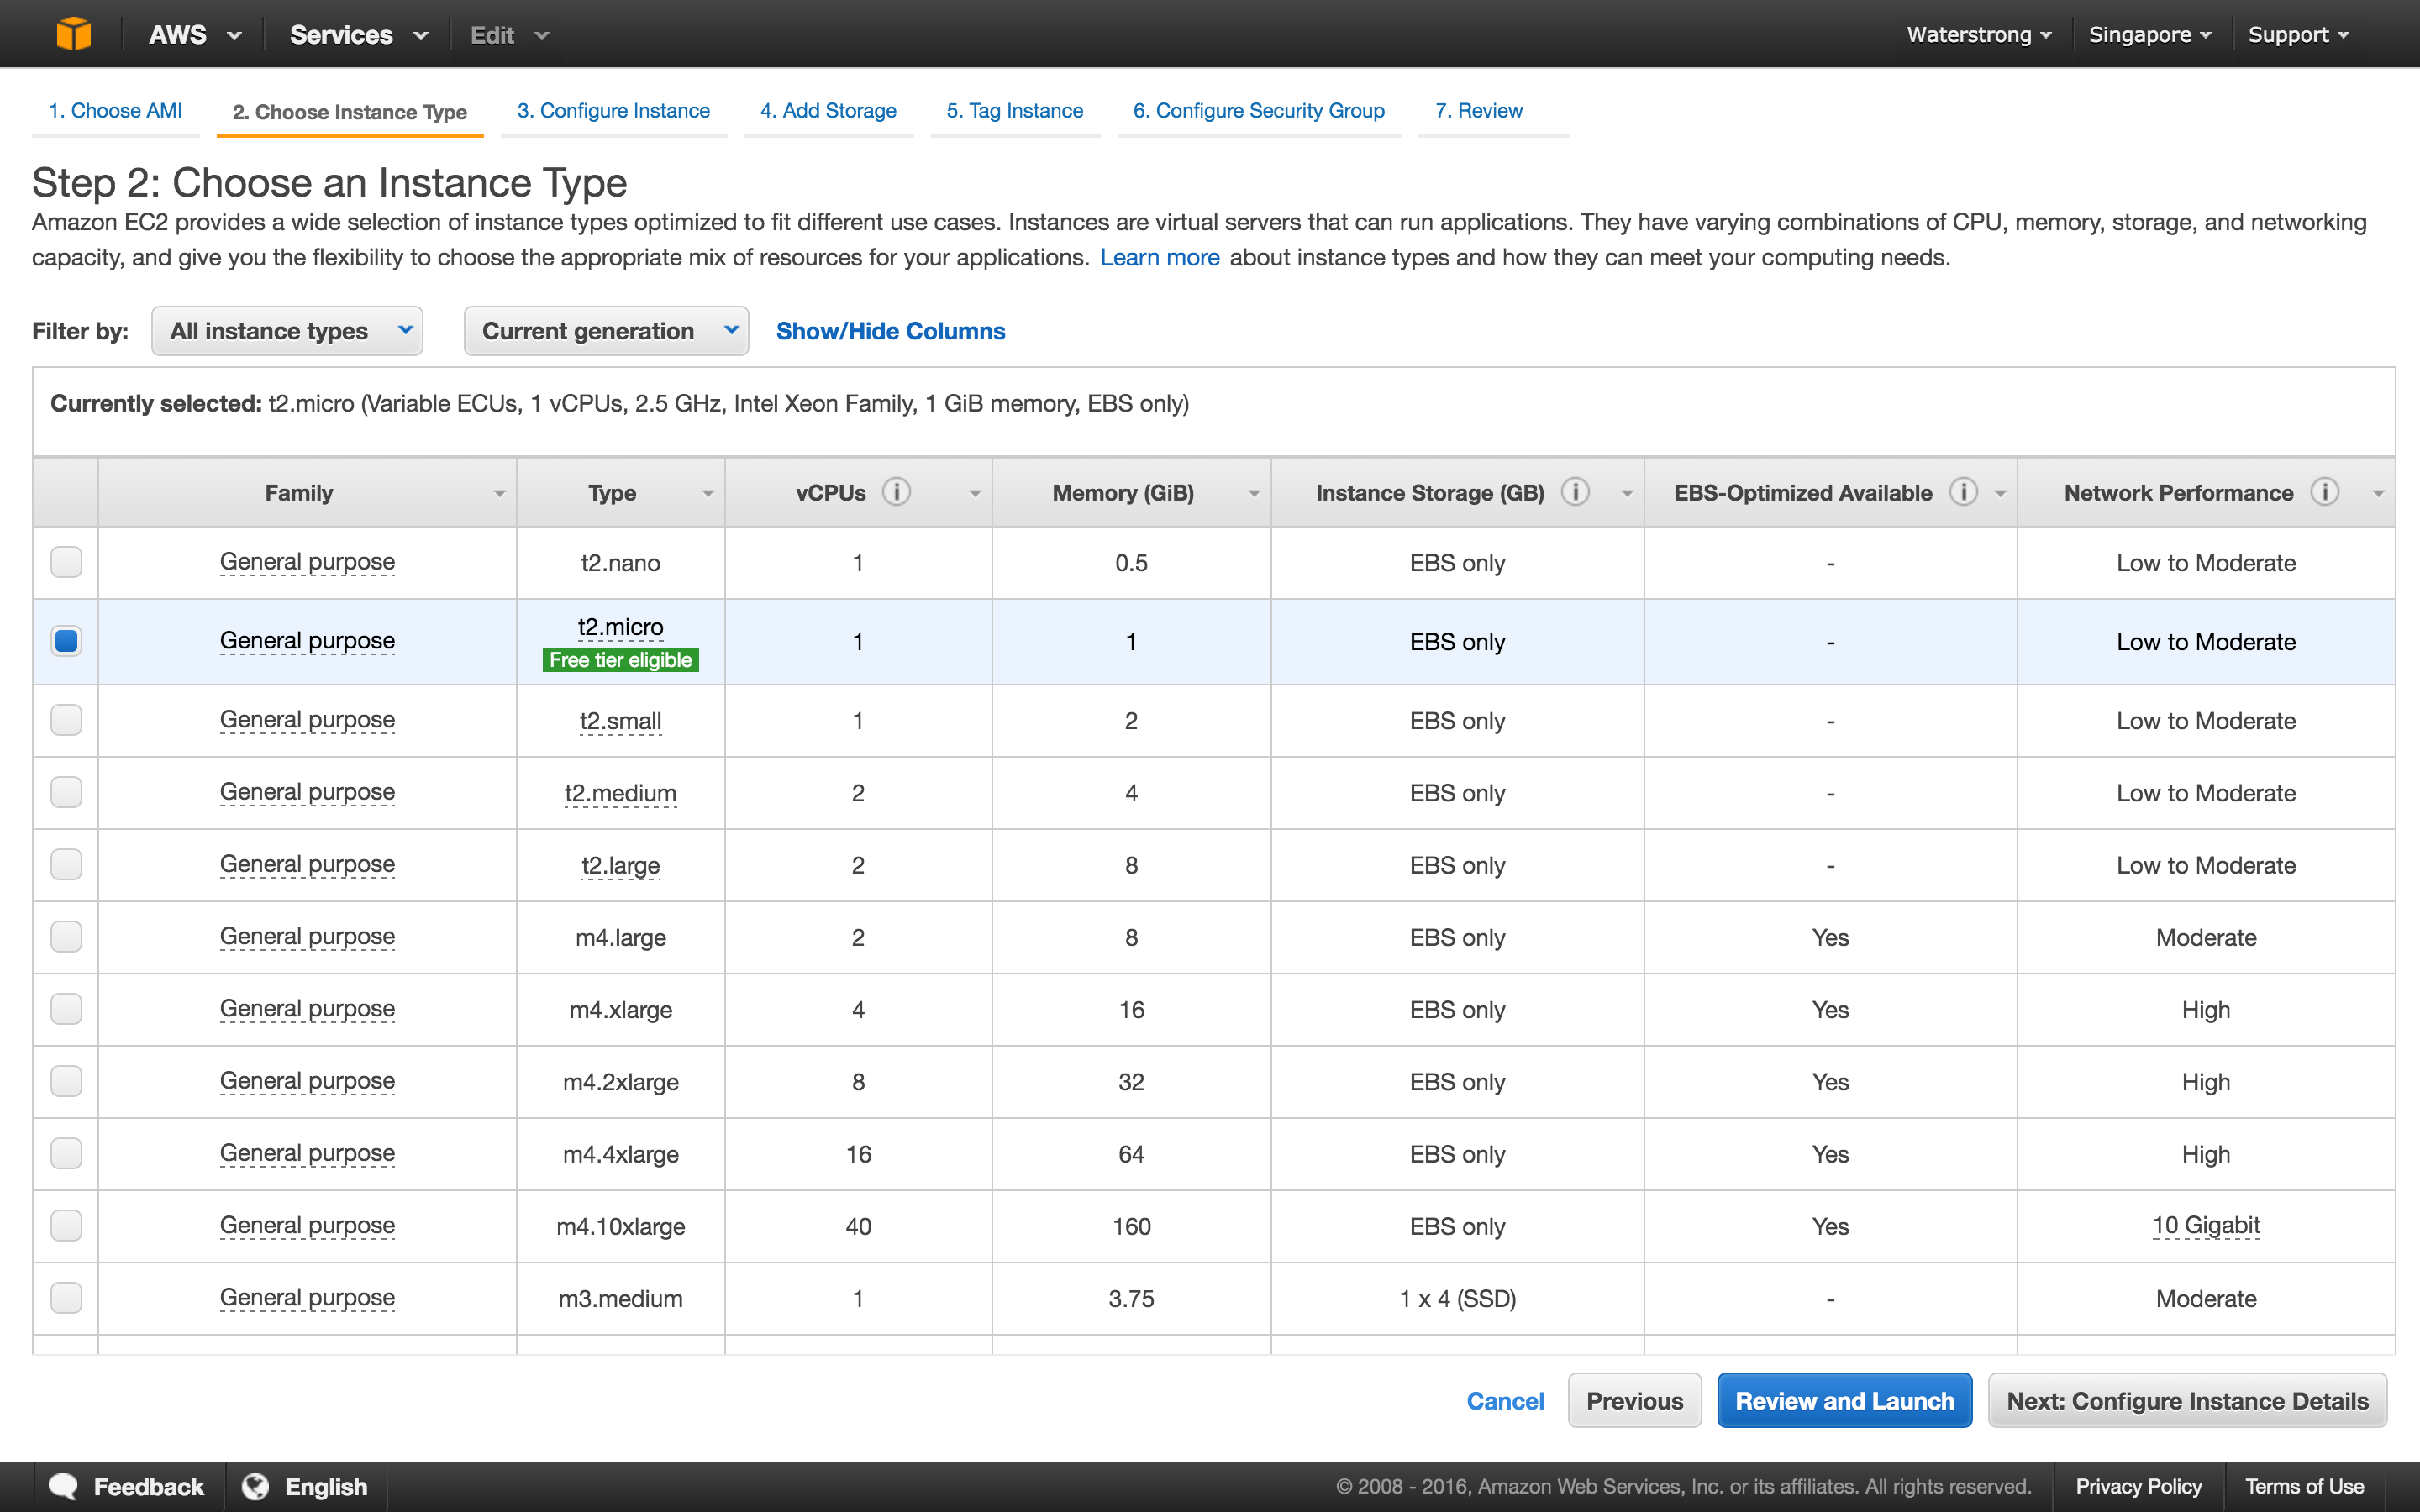 AWS Services Edit Waterstrong Singapore Support
1. Choose AMI 2. Choose Instance Type 3. Configure Instance 4. Add Storage 5. Tag Instance 6. Configure Security Group 7. Review
Step 2: Choose an Instance Type
Amazon EC2 provides a wide selection of instance types optimized to fit different use cases. Instances are virtual servers that can run applications. They have varying combinations of CPU, memory, storage, and networking
capacity, and give you the flexibility to choose the appropriate mix of resources for your applications. Learn more about instance types and how they can meet your computing needs.
Filter by: All instance types Current generation Show/Hide Columns
Currently selected: t2.micro (Variable ECUs, 1 vCPUs, 2.5 GHz, Intel Xeon Family, 1 GiB memory, EBS only)
Family Type vCPUs i Memory (GiB) Instance Storage (GB) i EBS-Optimized Available i Network Performance i
General purpose t2.nano 1 0.5 EBS only - Low to Moderate
General purpose t2.micro 1 1 EBS only - Low to Moderate
Free tier eligible
General purpose t2.small 1 2 EBS only - Low to Moderate
General purpose t2.medium 2 4 EBS only - Low to Moderate
General purpose t2.large 2 8 EBS only - Low to Moderate
General purpose m4.large 2 8 EBS only Yes Moderate
General purpose m4.xlarge 4 16 EBS only Yes High
General purpose m4.2xlarge 8 32 EBS only Yes High
General purpose m4.4xlarge 16 64 EBS only Yes High
General purpose m4.10xlarge 40 160 EBS only Yes 10 Gigabit
General purpose m3.medium 1 3.75 1 x 4 (SSD) - Moderate
Cancel Previous Review and Launch Next: Configure Instance Details
Feedback English © 2008 - 2016, Amazon Web Services, Inc. or its affiliates. All rights reserved. Privacy Policy Terms of Use